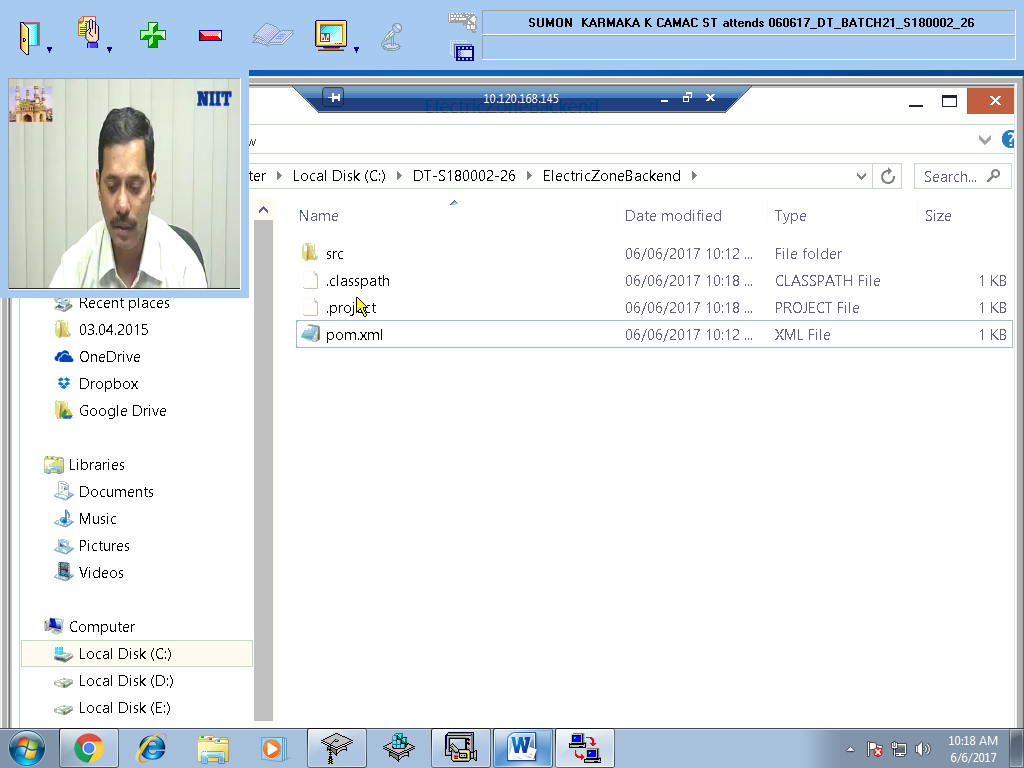 SUMON KARMAKA K CAMAC ST attends 060617_DT_BATCH21_S180002_26
NIIT
10.120.168.145
ElectricZoneBackend
Local Disk (C:)
DT-S180002-26
ElectricZoneBackend
Search...
Name
Date modified
Type
Size
src
06/06/2017 10:12 ...
File folder
.classpath
06/06/2017 10:18 ...
CLASSPATH File
1 KB
.project
06/06/2017 10:18 ...
PROJECT File
1 KB
pom.xml
06/06/2017 10:12 ...
XML File
1 KB
Recent places
03.04.2015
OneDrive
Dropbox
Google Drive
Libraries
Documents
Music
Pictures
Videos
Computer
Local Disk (C:)
Local Disk (D:)
Local Disk (E:)
10:18 AM
6/6/2017